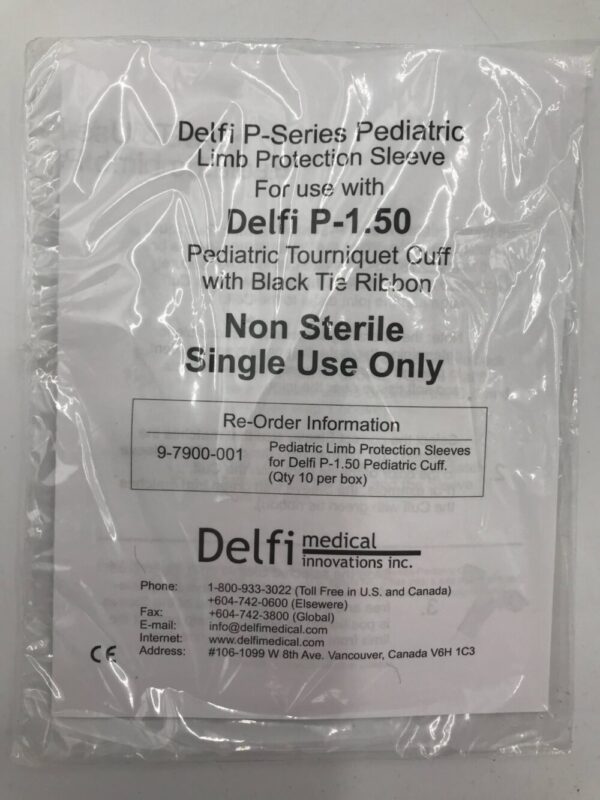 Delfi P-Series Pediatric
Limb Protection Sleeve
For use with
Delfi P-1.50
Pediatric Tourniquet Cuff
with Black Tie Ribbon
Non Sterile
Single Use Only
Re-Order Information
9-7900-001 Pediatric Limb Protection Sleeves
for Delfi P-1.50 Pediatric Cuff.
(Qty 10 per box)
Delfi medical
innovations inc.
Phone: 1-800-933-3022 (Toll Free in U.S. and Canada)
+604-742-0600 (Elsewere)
Fax: +604-742-3800 (Global)
E-mail: info@delfimedical.com
Internet: www.delfimedical.com
CE Address: #106-1099 W 8th Ave. Vancouver, Canada V6H 1C3